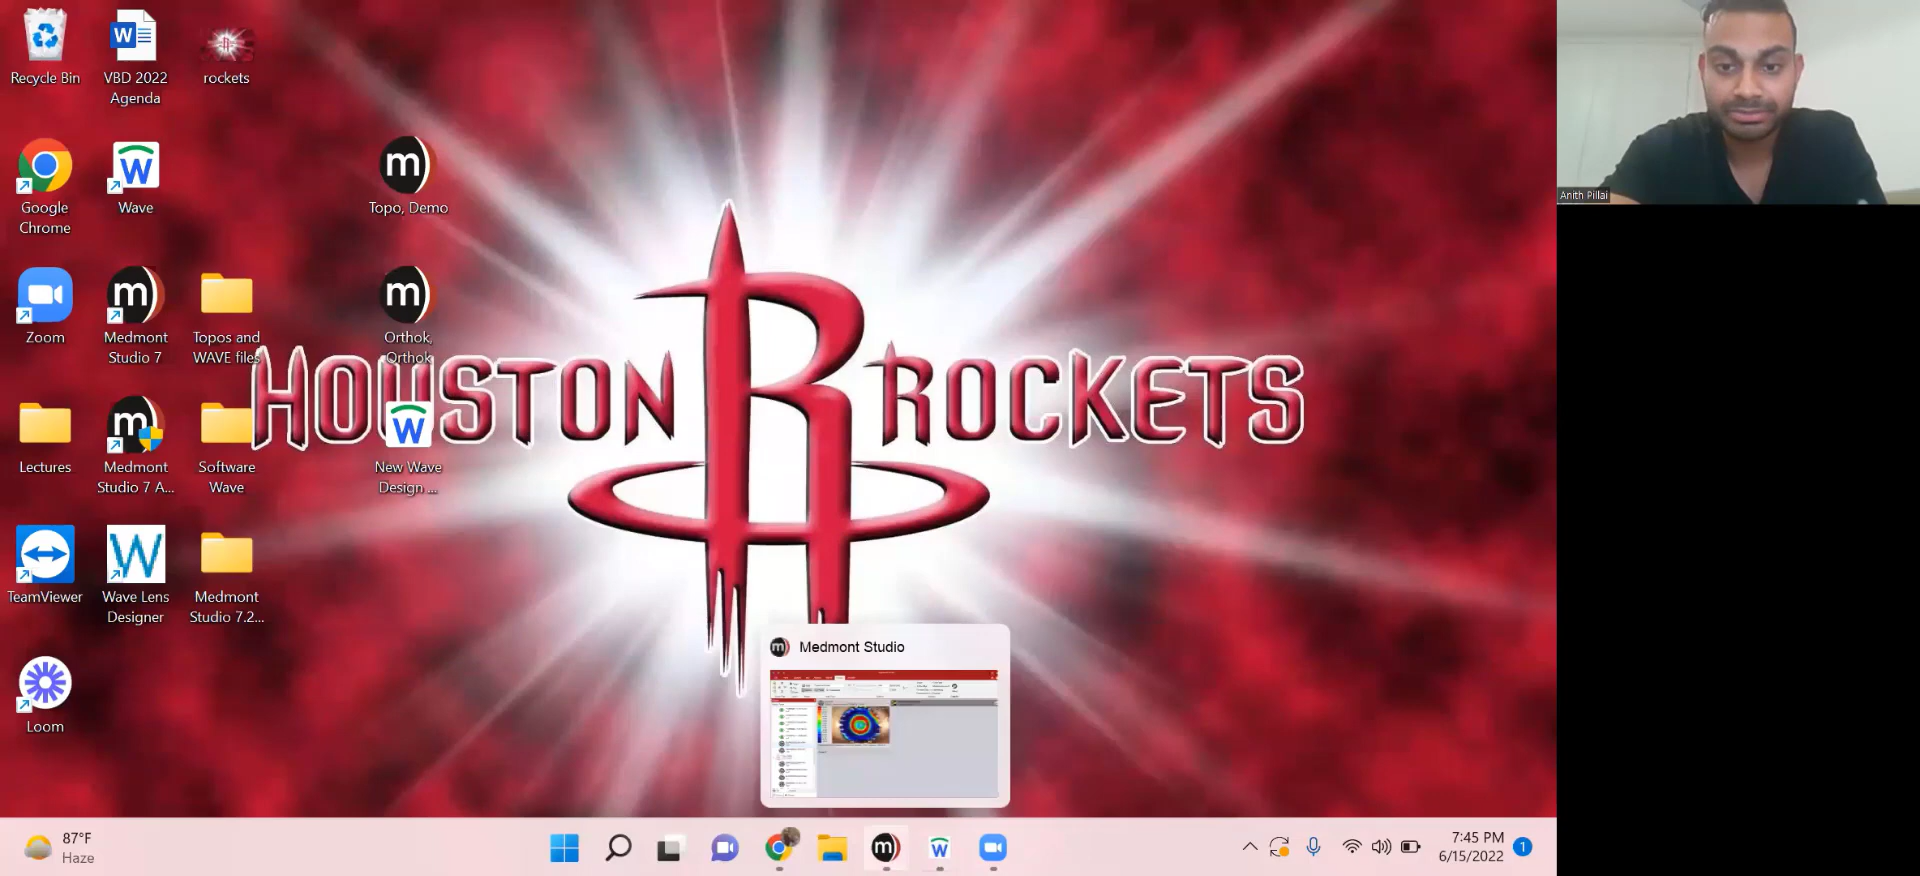 Recycle Bin
VBD 2022
Agenda
rockets
Google
Chrome
Wave
Topo, Demo
Zoom
Medmont
Studio 7
Topos and
WAVE files
Orthok,
Orthok
HOUSTON ROCKETS
Lectures
Medmont
Studio 7 A...
Software
Wave
New Wave
Design ...
TeamViewer
Wave Lens
Designer
Medmont
Studio 7.2...
Loom
Medmont Studio
87°F
Haze
7:45 PM
6/15/2022
1
Anith Pillai